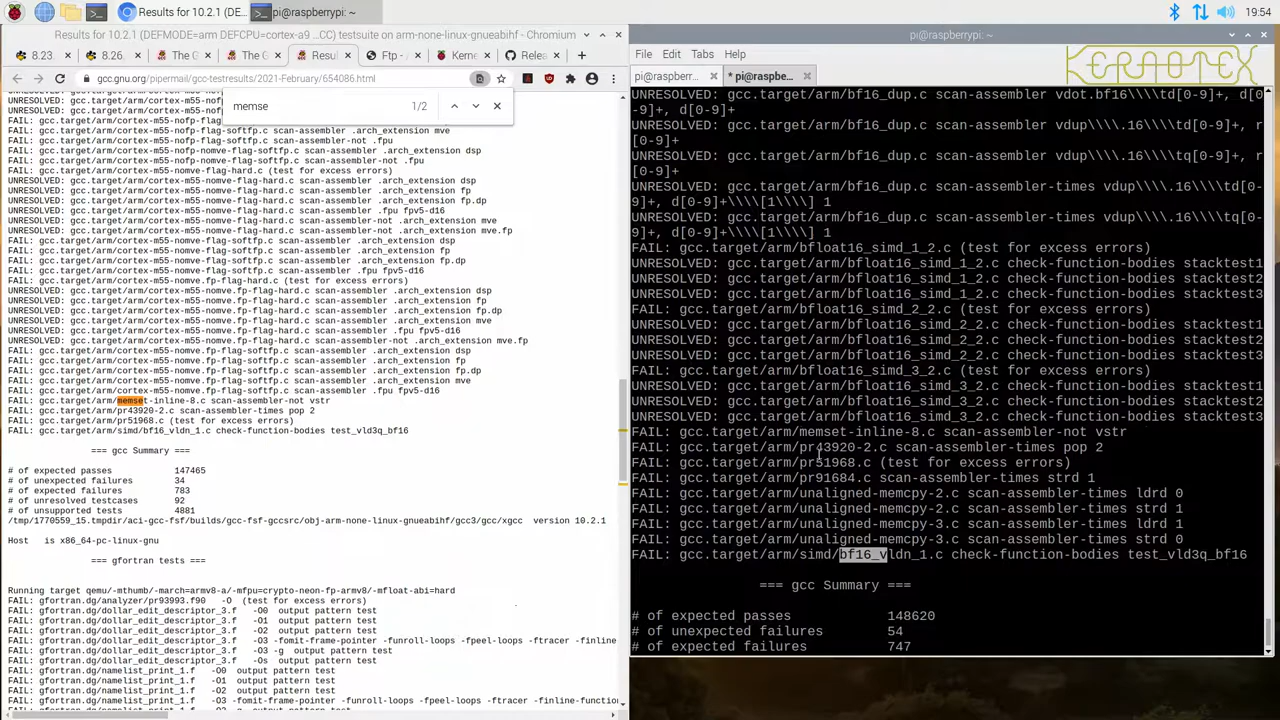 Results for 10.2.1 (DE...
pi@raspberrypi: ~
19:54
Results for 10.2.1 (DEFMODE=arm DEFCPU=cortex-a9 ...CC) testsuite on arm-none-linux-gnueabihf - Chromium
8:23
8.26
The G
The G
Resul
Ftp -
Kerne
Relea
gcc.gnu.org/pipermail/gcc-testresults/2021-February/654086.html
memse
1/2
UNRESOLVED: gcc.target/arm/cortex-m55-nofp
UNRESOLVED: gcc.target/arm/cortex-m55-nofp
FAIL: gcc.target/arm/cortex-m55-nofp-flag-
FAIL: gcc.target/arm/cortex-m55-nofp-flag-softfp.c scan-assembler .arch_extension mve
FAIL: gcc.target/arm/cortex-m55-nofp-flag-softfp.c scan-assembler-not .fpu
FAIL: gcc.target/arm/cortex-m55-nofp-nomve-flag-softfp.c scan-assembler .arch_extension dsp
FAIL: gcc.target/arm/cortex-m55-nofp-nomve-flag-softfp.c scan-assembler-not .fpu
FAIL: gcc.target/arm/cortex-m55-nomve-flag-hard.c (test for excess errors)
UNRESOLVED: gcc.target/arm/cortex-m55-nomve-flag-hard.c scan-assembler .arch_extension dsp
UNRESOLVED: gcc.target/arm/cortex-m55-nomve-flag-hard.c scan-assembler .arch_extension fp
UNRESOLVED: gcc.target/arm/cortex-m55-nomve-flag-hard.c scan-assembler .arch_extension fp.dp
UNRESOLVED: gcc.target/arm/cortex-m55-nomve-flag-hard.c scan-assembler .fpu fpv5-d16
UNRESOLVED: gcc.target/arm/cortex-m55-nomve-flag-hard.c scan-assembler-not .arch_extension mve
UNRESOLVED: gcc.target/arm/cortex-m55-nomve-flag-hard.c scan-assembler-not .arch_extension mve.fp
FAIL: gcc.target/arm/cortex-m55-nomve-flag-softfp.c scan-assembler .arch_extension dsp
FAIL: gcc.target/arm/cortex-m55-nomve-flag-softfp.c scan-assembler .arch_extension fp
FAIL: gcc.target/arm/cortex-m55-nomve-flag-softfp.c scan-assembler .arch_extension fp.dp
FAIL: gcc.target/arm/cortex-m55-nomve-flag-softfp.c scan-assembler .fpu fpv5-d16
FAIL: gcc.target/arm/cortex-m55-nomve.fp-flag-hard.c (test for excess errors)
UNRESOLVED: gcc.target/arm/cortex-m55-nomve.fp-flag-hard.c scan-assembler .arch_extension dsp
UNRESOLVED: gcc.target/arm/cortex-m55-nomve.fp-flag-hard.c scan-assembler .arch_extension fp
UNRESOLVED: gcc.target/arm/cortex-m55-nomve.fp-flag-hard.c scan-assembler .arch_extension mve
UNRESOLVED: gcc.target/arm/cortex-m55-nomve.fp-flag-hard.c scan-assembler .fpu fpv5-d16
UNRESOLVED: gcc.target/arm/cortex-m55-nomve.fp-flag-hard.c scan-assembler-not .arch_extension mve.fp
FAIL: gcc.target/arm/cortex-m55-nomve.fp-flag-softfp.c scan-assembler .arch_extension dsp
FAIL: gcc.target/arm/cortex-m55-nomve.fp-flag-softfp.c scan-assembler .arch_extension fp
FAIL: gcc.target/arm/cortex-m55-nomve.fp-flag-softfp.c scan-assembler .arch_extension fp.dp
FAIL: gcc.target/arm/cortex-m55-nomve.fp-flag-softfp.c scan-assembler .arch_extension mve
FAIL: gcc.target/arm/cortex-m55-nomve.fp-flag-softfp.c scan-assembler .fpu fpv5-d16
FAIL: gcc.target/arm/memset-inline-8.c scan-assembler-not vstr
FAIL: gcc.target/arm/pr43920-2.c scan-assembler-times pop 2
FAIL: gcc.target/arm/pr51968.c (test for excess errors)
FAIL: gcc.target/arm/simd/bf16_vldn_1.c check-function-bodies test_vld3q_bf16
=== gcc Summary ===
# of expected passes 147465
# of unexpected failures 34
# of expected failures 783
# of unresolved testcases 92
# of unsupported tests 4881
/tmp/1770559_15.tmpdir/aci-gcc-fsf/builds/gcc-fsf-gccsrc/obj-arm-none-linux-gnueabihf/gcc3/gcc/xgcc version 10.2.1
Host is x86_64-pc-linux-gnu
=== gfortran tests ===
Running target qemu/-mthumb/-march=armv8-a/-mfpu=crypto-neon-fp-armv8/-mfloat-abi=hard
FAIL: gfortran.dg/analyzer/pr93993.f90 -O (test for excess errors)
FAIL: gfortran.dg/dollar_edit_descriptor_3.f -O0 output pattern test
FAIL: gfortran.dg/dollar_edit_descriptor_3.f -O1 output pattern test
FAIL: gfortran.dg/dollar_edit_descriptor_3.f -O2 output pattern test
FAIL: gfortran.dg/dollar_edit_descriptor_3.f -O3 -fomit-frame-pointer -funroll-loops -fpeel-loops -ftracer -finline
FAIL: gfortran.dg/dollar_edit_descriptor_3.f -O3 -g output pattern test
FAIL: gfortran.dg/dollar_edit_descriptor_3.f -Os output pattern test
FAIL: gfortran.dg/namelist_print_1.f -O0 output pattern test
FAIL: gfortran.dg/namelist_print_1.f -O1 output pattern test
FAIL: gfortran.dg/namelist_print_1.f -O2 output pattern test
FAIL: gfortran.dg/namelist_print_1.f -O3 -fomit-frame-pointer -funroll-loops -fpeel-loops -ftracer -finline-function
pi@raspberrypi: ~
File Edit Tabs Help
KERNOTEX
pi@raspberr...
* pi@raspbe...
UNRESOLVED: gcc.target/arm/bf16_dup.c scan-assembler vdot.bf16\\\\td[0-9]+, d[0
-9]+, d[0-9]+
UNRESOLVED: gcc.target/arm/bf16_dup.c scan-assembler vdup\\\\.16\\\\td[0-9]+, r
[0-9]+
UNRESOLVED: gcc.target/arm/bf16_dup.c scan-assembler vdup\\\\.16\\\\tq[0-9]+, r
[0-9]+
UNRESOLVED: gcc.target/arm/bf16_dup.c scan-assembler-times vdup\\\\.16\\\\td[0-
9]+, d[0-9]+\\\\[1\\\\] 1
UNRESOLVED: gcc.target/arm/bf16_dup.c scan-assembler-times vdup\\\\.16\\\\tq[0-
9]+, d[0-9]+\\\\[1\\\\] 1
FAIL: gcc.target/arm/bfloat16_simd_1_2.c (test for excess errors)
UNRESOLVED: gcc.target/arm/bfloat16_simd_1_2.c check-function-bodies stacktest1
UNRESOLVED: gcc.target/arm/bfloat16_simd_1_2.c check-function-bodies stacktest2
UNRESOLVED: gcc.target/arm/bfloat16_simd_1_2.c check-function-bodies stacktest3
FAIL: gcc.target/arm/bfloat16_simd_2_2.c (test for excess errors)
UNRESOLVED: gcc.target/arm/bfloat16_simd_2_2.c check-function-bodies stacktest1
UNRESOLVED: gcc.target/arm/bfloat16_simd_2_2.c check-function-bodies stacktest2
UNRESOLVED: gcc.target/arm/bfloat16_simd_2_2.c check-function-bodies stacktest3
FAIL: gcc.target/arm/bfloat16_simd_3_2.c (test for excess errors)
UNRESOLVED: gcc.target/arm/bfloat16_simd_3_2.c check-function-bodies stacktest1
UNRESOLVED: gcc.target/arm/bfloat16_simd_3_2.c check-function-bodies stacktest2
UNRESOLVED: gcc.target/arm/bfloat16_simd_3_2.c check-function-bodies stacktest3
FAIL: gcc.target/arm/memset-inline-8.c scan-assembler-not vstr
FAIL: gcc.target/arm/pr43920-2.c scan-assembler-times pop 2
FAIL: gcc.target/arm/pr51968.c (test for excess errors)
FAIL: gcc.target/arm/pr91684.c scan-assembler-times strd 1
FAIL: gcc.target/arm/unaligned-memcpy-2.c scan-assembler-times ldrd 0
FAIL: gcc.target/arm/unaligned-memcpy-2.c scan-assembler-times strd 1
FAIL: gcc.target/arm/unaligned-memcpy-3.c scan-assembler-times ldrd 1
FAIL: gcc.target/arm/unaligned-memcpy-3.c scan-assembler-times strd 0
FAIL: gcc.target/arm/simd/bf16_vldn_1.c check-function-bodies test_vld3q_bf16
=== gcc Summary ===
# of expected passes 148620
# of unexpected failures 54
# of expected failures 747